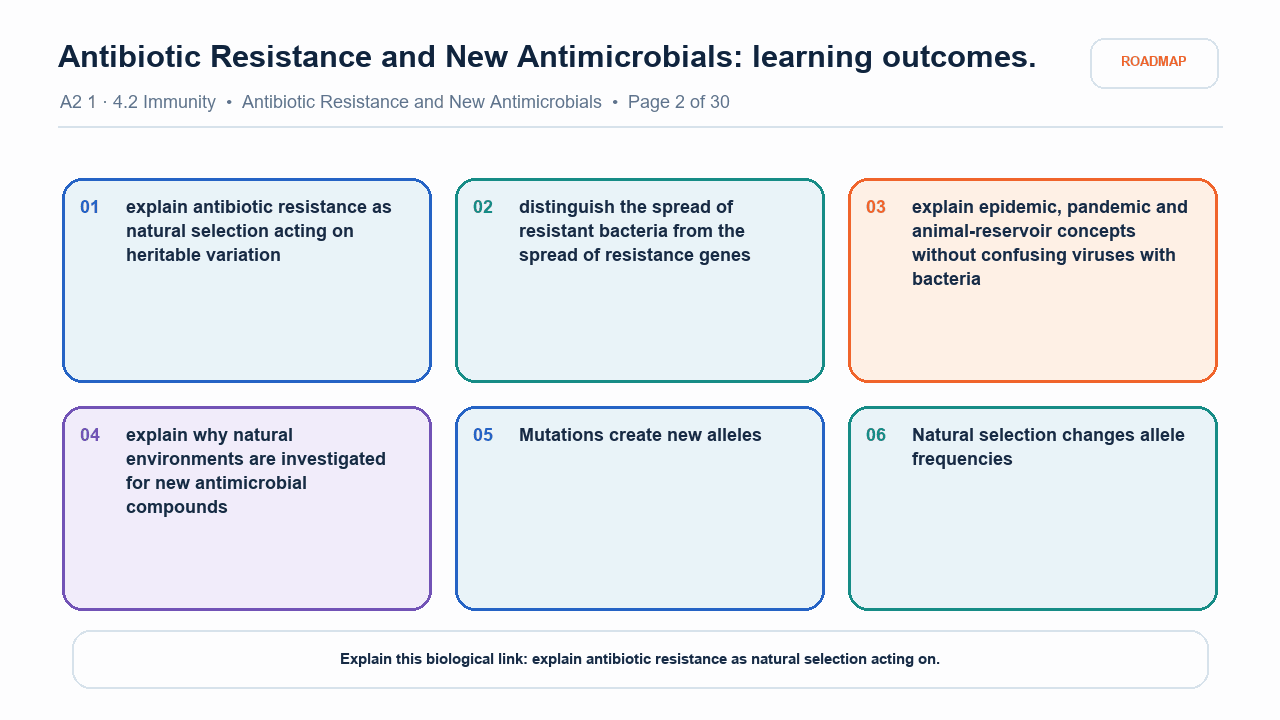 Antibiotic Resistance and New Antimicrobials: learning outcomes.
ROADMAP
A2 1 · 4.2 Immunity • Antibiotic Resistance and New Antimicrobials • Page 2 of 30
01 explain antibiotic resistance as
natural selection acting on
heritable variation
02 distinguish the spread of
resistant bacteria from the
spread of resistance genes
03 explain epidemic, pandemic and
animal-reservoir concepts
without confusing viruses with
bacteria
04 explain why natural
environments are investigated
for new antimicrobial
compounds
05 Mutations create new alleles
06 Natural selection changes allele
frequencies
Explain this biological link: explain antibiotic resistance as natural selection acting on.